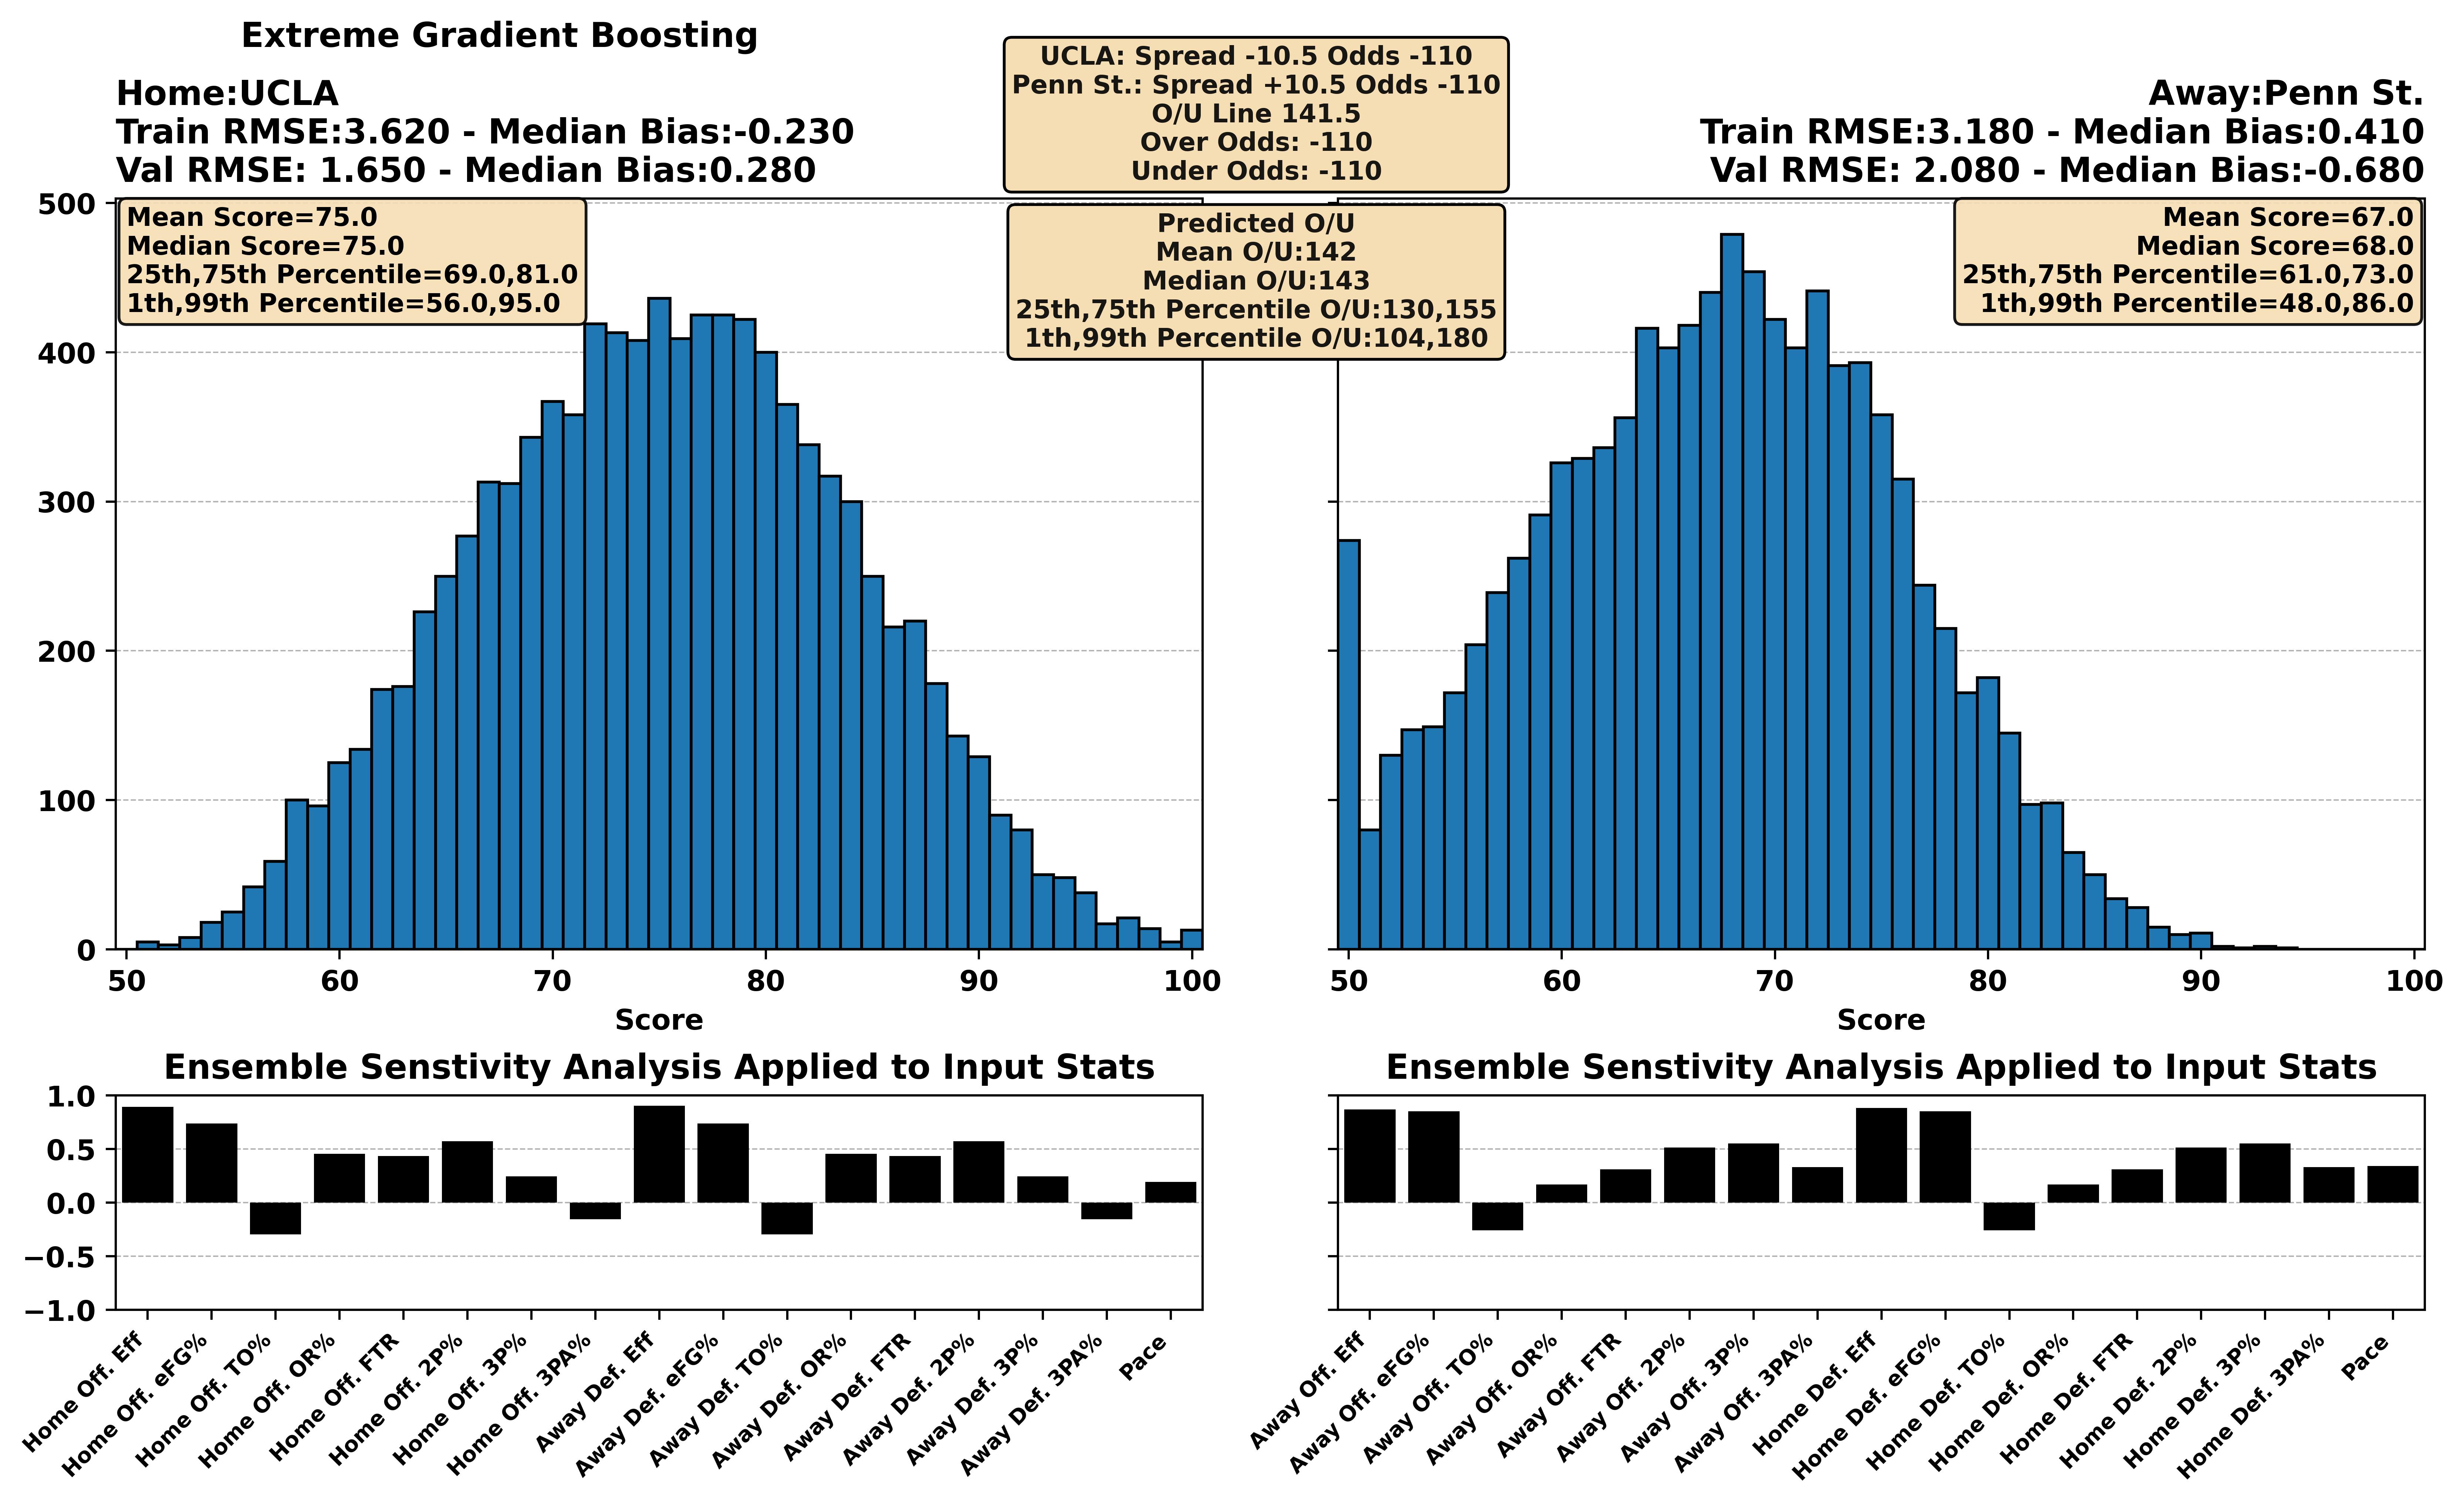 Extreme Gradient Boosting
Home:UCLA
Train RMSE:3.620 - Median Bias:-0.230
Val RMSE: 1.650 - Median Bias:0.280
UCLA: Spread -10.5 Odds -110
Penn St.: Spread +10.5 Odds -110
O/U Line 141.5
Over Odds: -110
Under Odds: -110
Away:Penn St.
Train RMSE:3.180 - Median Bias:0.410
Val RMSE: 2.080 - Median Bias:-0.680
Mean Score=75.0
Median Score=75.0
25th,75th Percentile=69.0,81.0
1th,99th Percentile=56.0,95.0
Predicted O/U
Mean O/U:142
Median O/U:143
25th,75th Percentile O/U:130,155
1th,99th Percentile O/U:104,180
Mean Score=67.0
Median Score=68.0
25th,75th Percentile=61.0,73.0
1th,99th Percentile=48.0,86.0
500
400
300
200
100
0
50 60 70 80 90 100
Score
50 60 70 80 90 100
Score
Ensemble Senstivity Analysis Applied to Input Stats
1.0
0.5
0.0
−0.5
−1.0
Home Off. Eff
Home Off. eFG%
Home Off. TO%
Home Off. OR%
Home Off. FTR
Home Off. 2P%
Home Off. 3P%
Home Off. 3PA%
Away Def. Eff
Away Def. eFG%
Away Def. TO%
Away Def. OR%
Away Def. FTR
Away Def. 2P%
Away Def. 3P%
Away Def. 3PA%
Pace
Ensemble Senstivity Analysis Applied to Input Stats
Away Off. Eff
Away Off. eFG%
Away Off. TO%
Away Off. OR%
Away Off. FTR
Away Off. 2P%
Away Off. 3P%
Away Off. 3PA%
Home Def. Eff
Home Def. eFG%
Home Def. TO%
Home Def. OR%
Home Def. FTR
Home Def. 2P%
Home Def. 3P%
Home Def. 3PA%
Pace